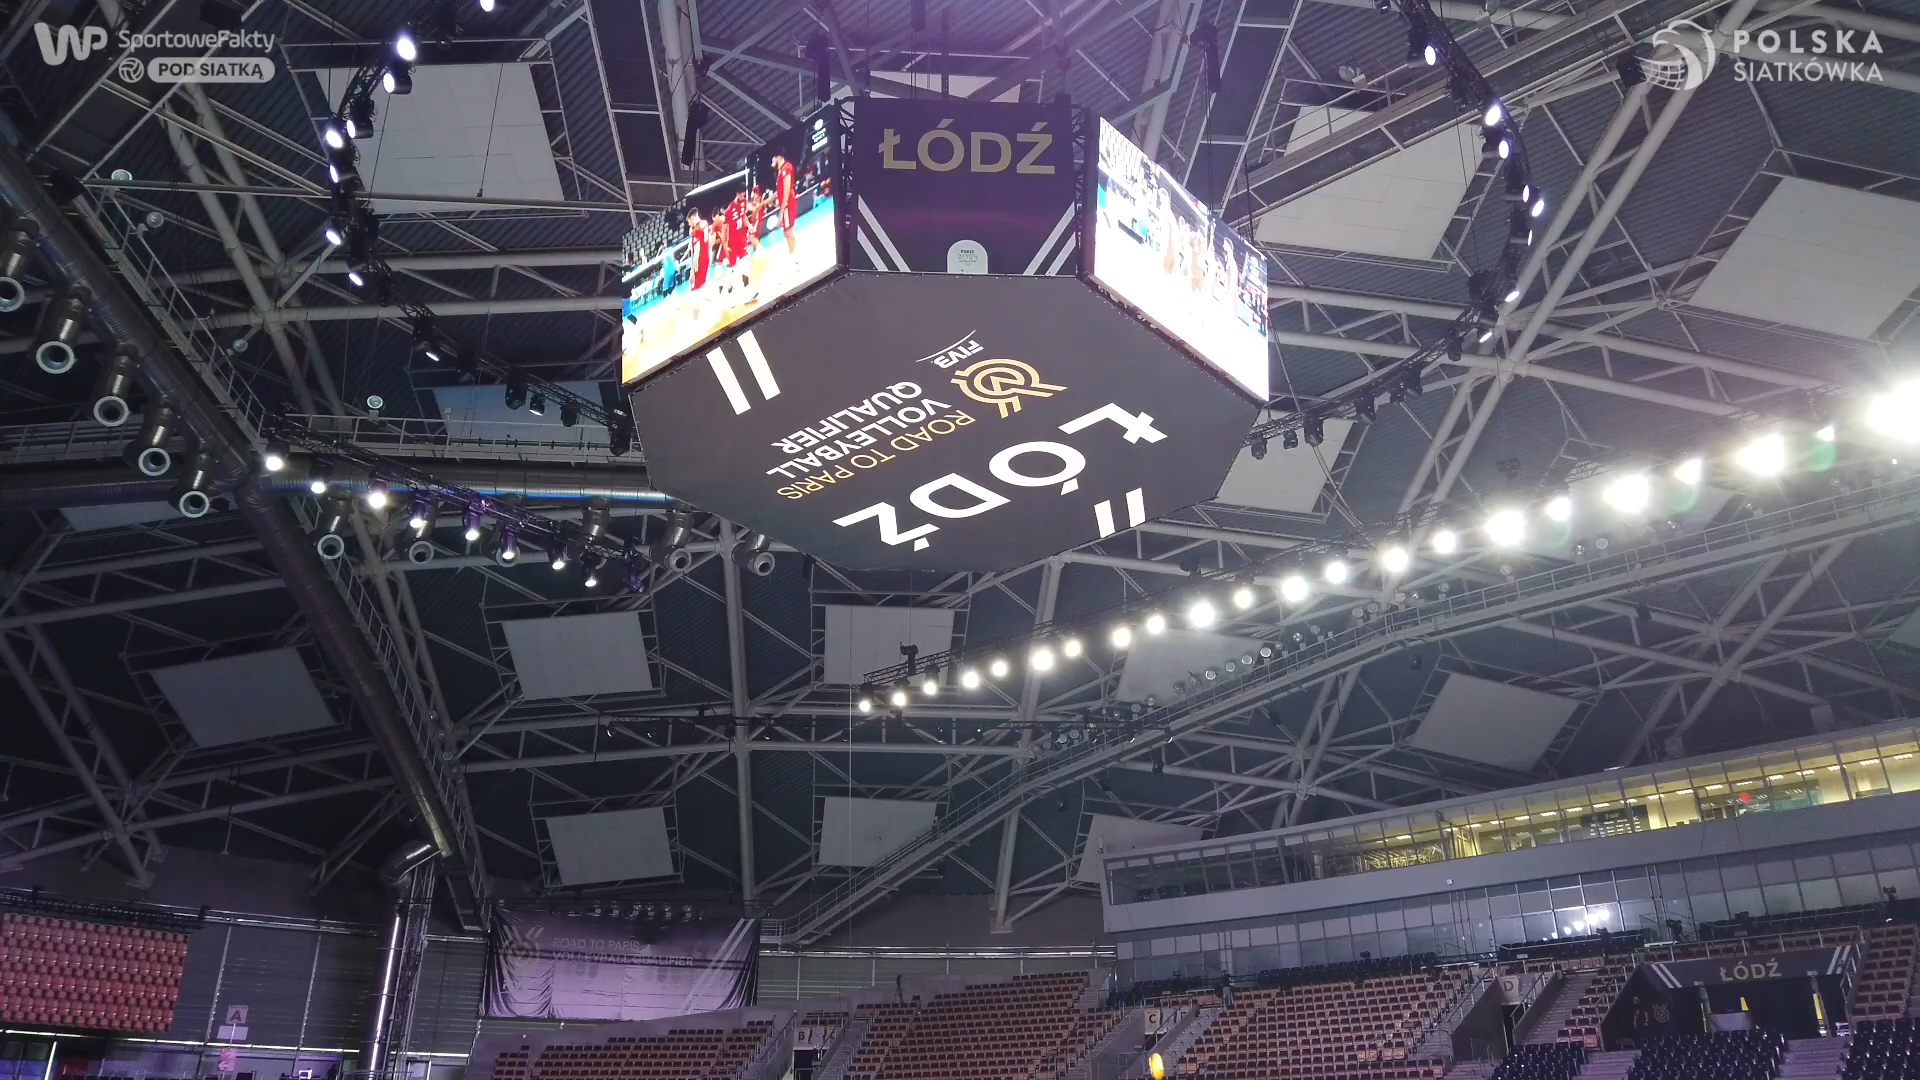 WP SportoweFakty
POD SIATKĄ
POLSKA
SIATKÓWKA
ŁÓDŹ
FIVB
ROAD TO PARIS
VOLLEYBALL
QUALIFIER
ŁÓDŹ
ROAD TO PARIS
VOLLEYBALL QUALIFIER
ŁÓDŹ
A
B
C
D